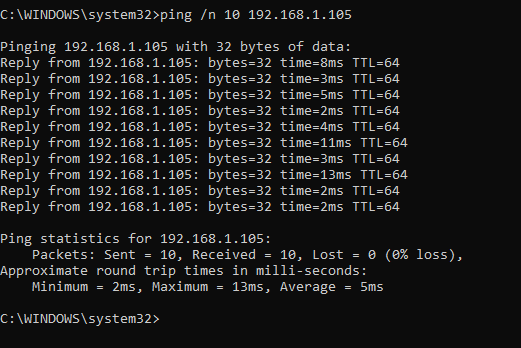 C:\WINDOWS\system32>ping /n 10 192.168.1.105
Pinging 192.168.1.105 with 32 bytes of data:
Reply from 192.168.1.105: bytes=32 time=8ms TTL=64
Reply from 192.168.1.105: bytes=32 time=3ms TTL=64
Reply from 192.168.1.105: bytes=32 time=5ms TTL=64
Reply from 192.168.1.105: bytes=32 time=2ms TTL=64
Reply from 192.168.1.105: bytes=32 time=4ms TTL=64
Reply from 192.168.1.105: bytes=32 time=11ms TTL=64
Reply from 192.168.1.105: bytes=32 time=3ms TTL=64
Reply from 192.168.1.105: bytes=32 time=13ms TTL=64
Reply from 192.168.1.105: bytes=32 time=2ms TTL=64
Reply from 192.168.1.105: bytes=32 time=2ms TTL=64
Ping statistics for 192.168.1.105:
    Packets: Sent = 10, Received = 10, Lost = 0 (0% loss),
Approximate round trip times in milli-seconds:
    Minimum = 2ms, Maximum = 13ms, Average = 5ms
C:\WINDOWS\system32>